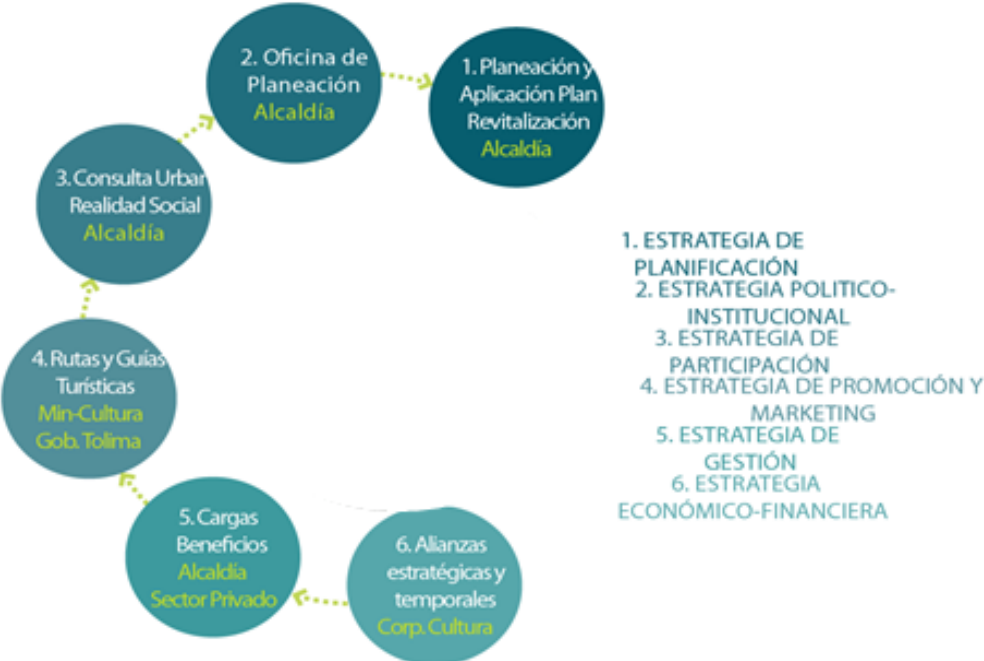 2. Oficina de
Planeación
Alcaldía
1. Planeación y
Aplicación Plan
Revitalización
Alcaldía
3. Consulta Urban
Realidad Social
Alcaldía
4. Rutas y Guías
Turísticas
Min-Cultura
Gob. Tolima
5. Cargas
Beneficios
Alcaldía
Sector Privado
6. Alianzas
estratégicas y
temporales
Corp. Cultura
1. ESTRATEGIA DE
PLANIFICACIÓN
2. ESTRATEGIA POLITICO-
INSTITUCIONAL
3. ESTRATEGIA DE
PARTICIPACIÓN
4. ESTRATEGIA DE PROMOCIÓN Y
MARKETING
5. ESTRATEGIA DE
GESTIÓN
6. ESTRATEGIA
ECONÓMICO-FINANCIERA